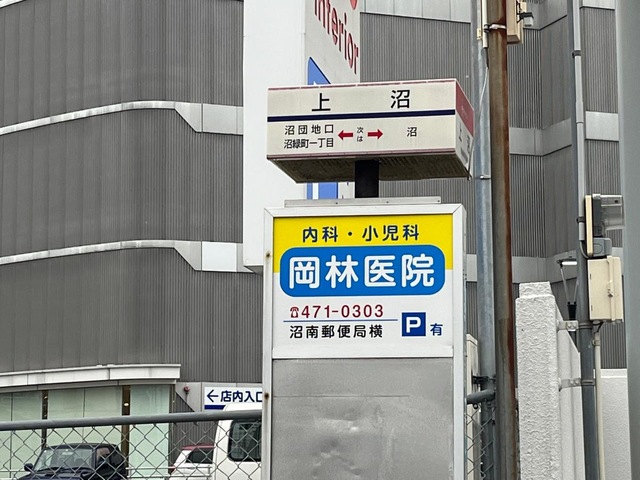 interior
上沼
沼団地口
沼緑町一丁目
次は
沼
内科・小児科
岡林医院
☎471-0303
沼南郵便局横
P有
←店内入口